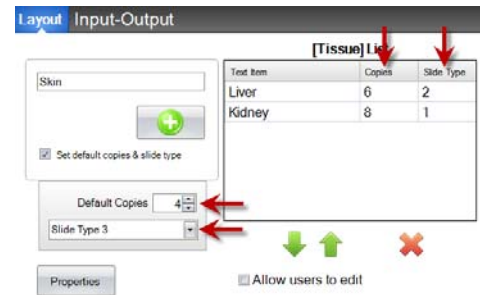 Layout Input-Output
[Tissue] List
Skin
Set default copies & slide type
Default Copies 4
Slide Type 3
Properties
Text Item Copies Slide Type
Liver 6 2
Kidney 8 1
Allow users to edit